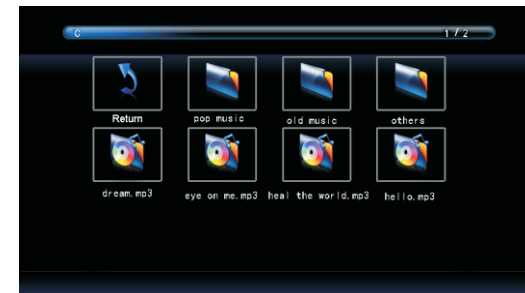 C 1 / 2
Return pop music old music others
dream.mp3 eye on me.mp3 heal the world.mp3 hello.mp3